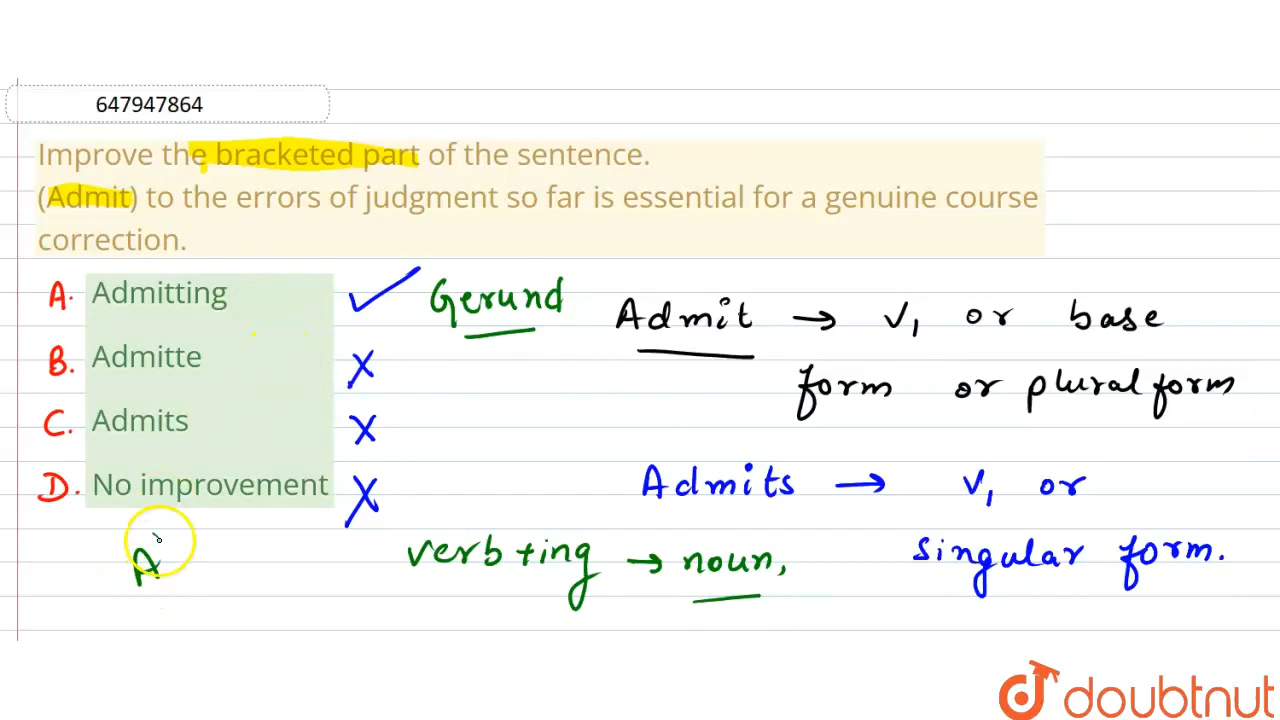 647947864
Improve the bracketed part of the sentence.
(Admit) to the errors of judgment so far is essential for a genuine course
correction.
A. Admitting ✓ Gerund
Admit → V₁ or base
form or plural form
B. Admitte X
C. Admits X
D. No improvement X
Admits → V₁ or
singular form.
verb +ing → noun,
A
doubtnut